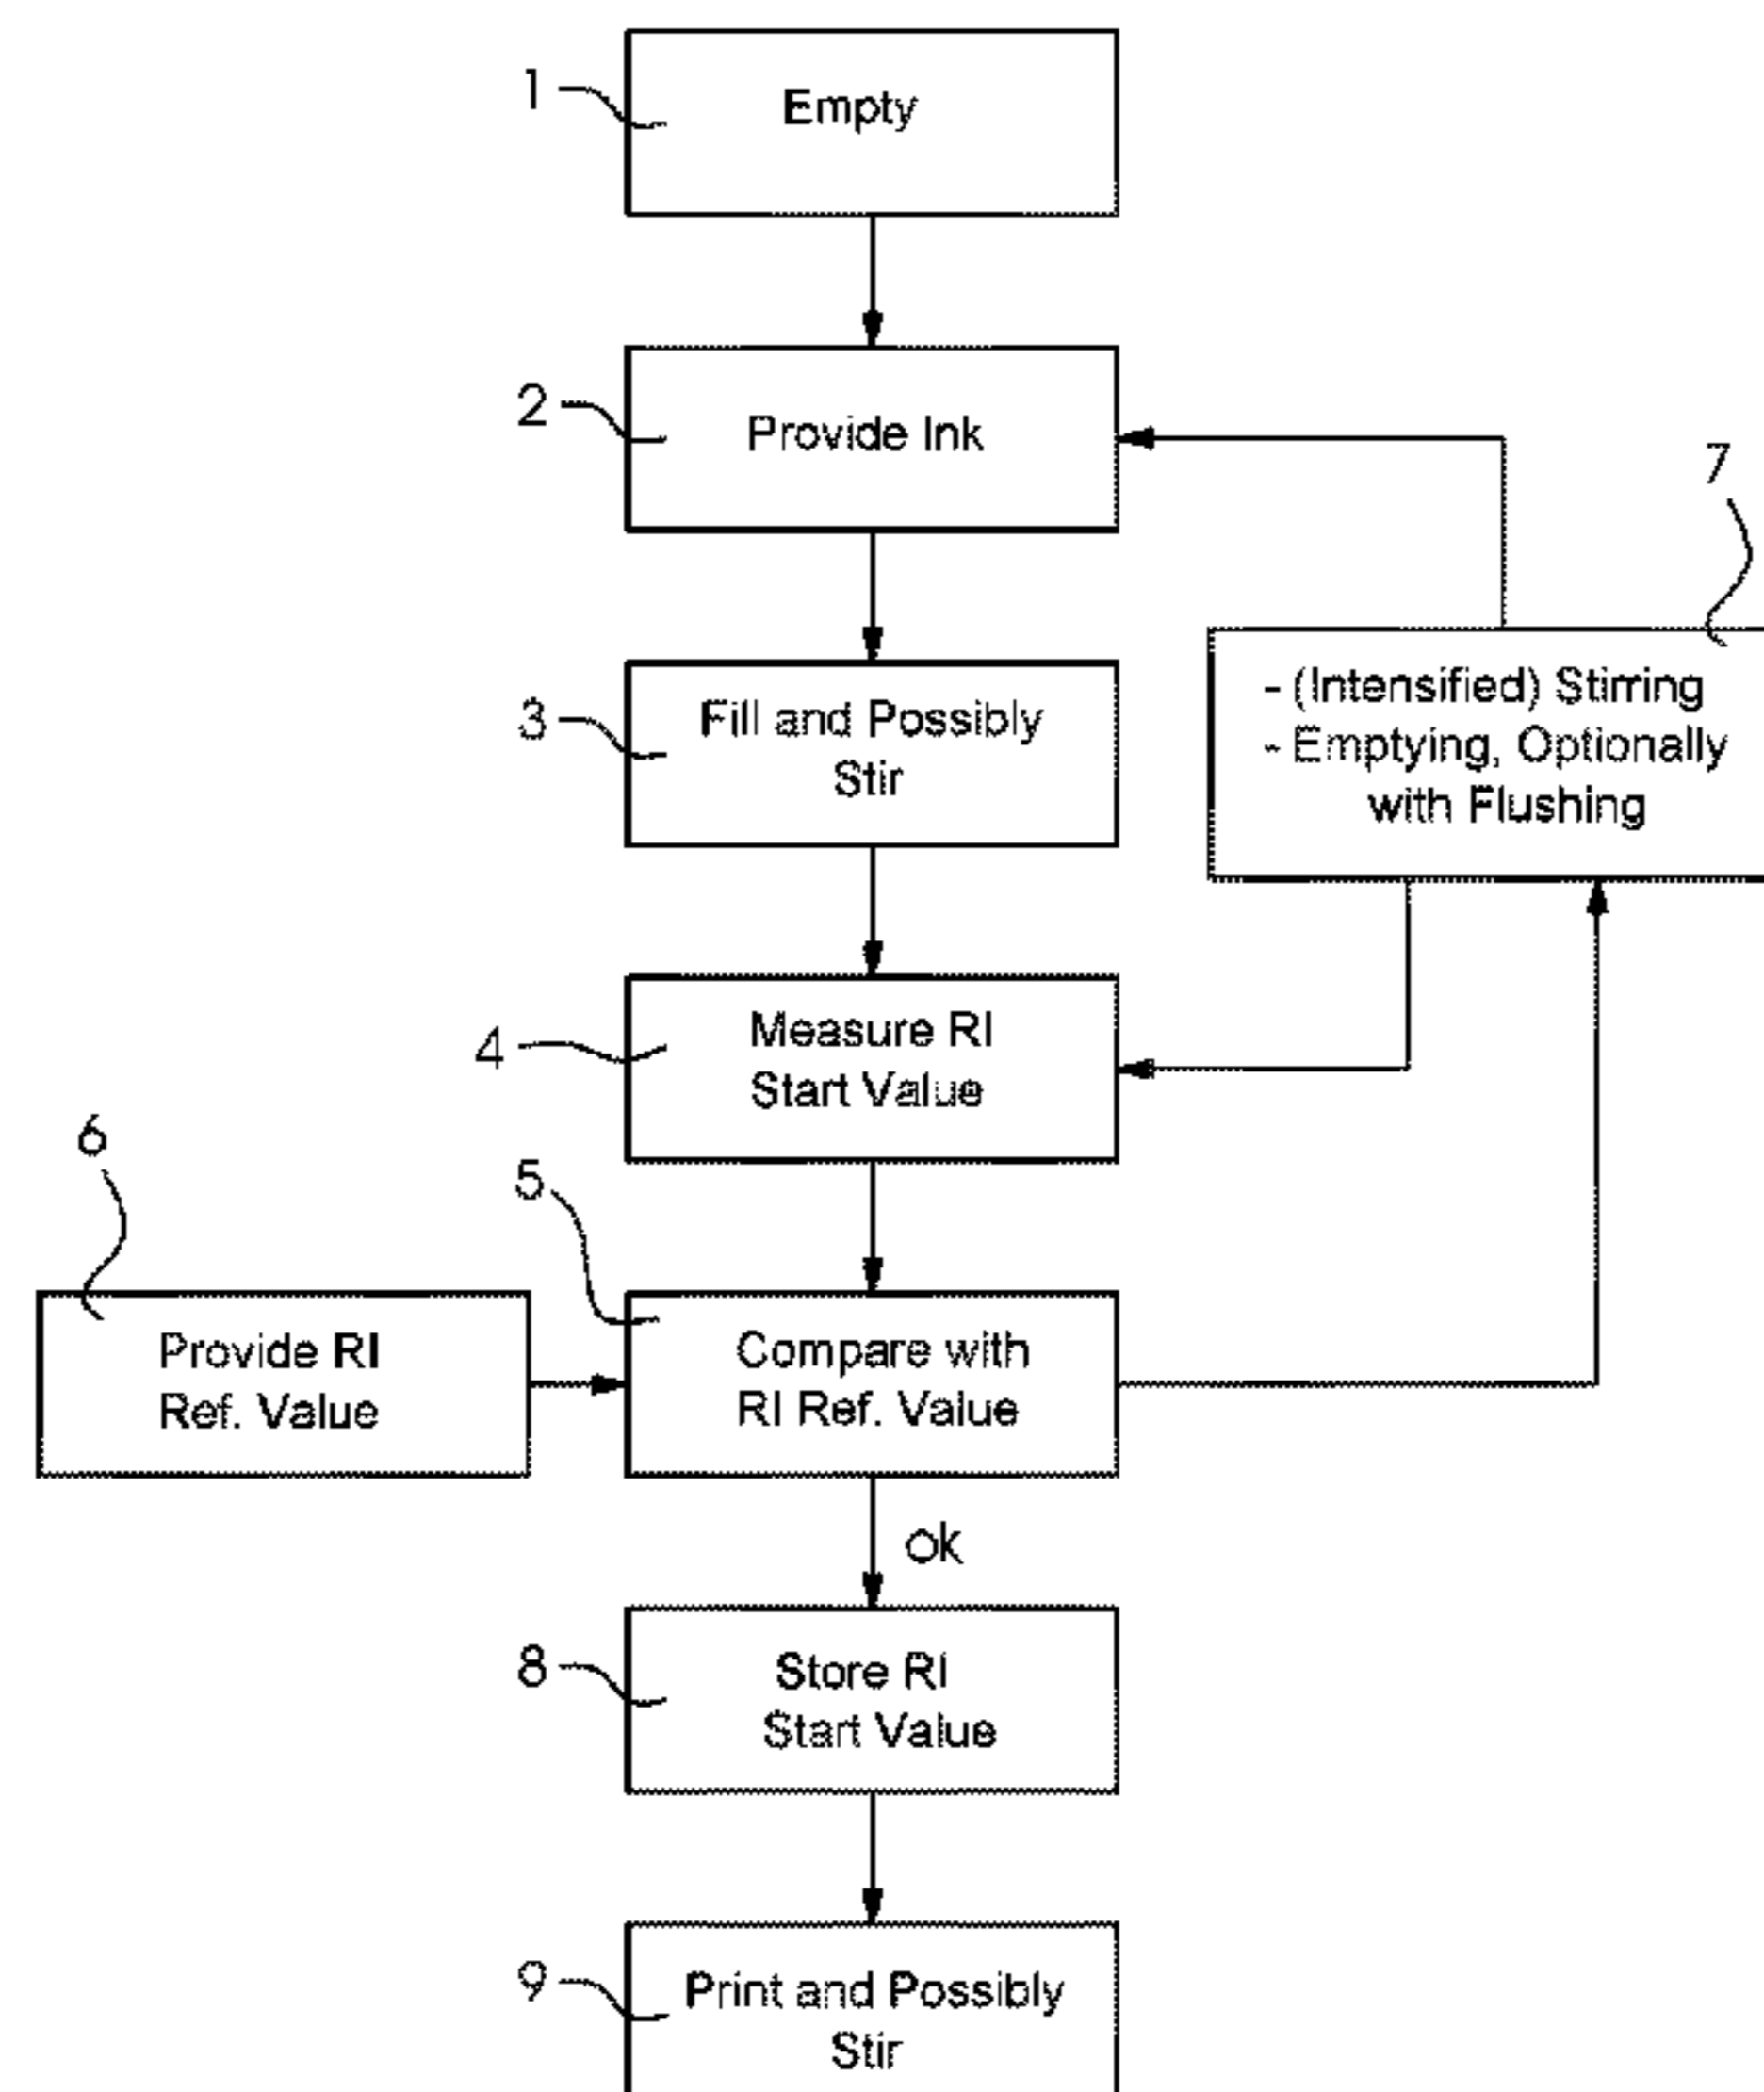 1
Empty
2
Provide Ink
7
- (Intensified) Stirring
- Emptying, Optionally
with Flushing
3
Fill and Possibly
Stir
4
Measure RI
Start Value
6
Provide RI
Ref. Value
5
Compare with
RI Ref. Value
ok
8
Store RI
Start Value
9
Print and Possibly
Stir